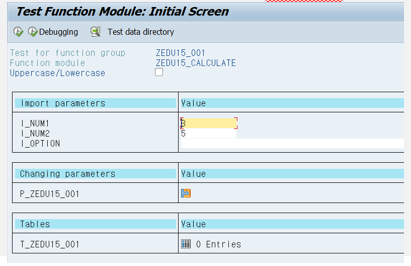 Test Function Module: Initial Screen
Debugging Test data directory
Test for function group ZEDU15_001
Function module ZEDU15_CALCULATE
Uppercase/Lowercase
Import parameters Value
I_NUM1 3
I_NUM2 5
I_OPTION
Changing parameters Value
P_ZEDU15_001
Tables Value
T_ZEDU15_001 0 Entries